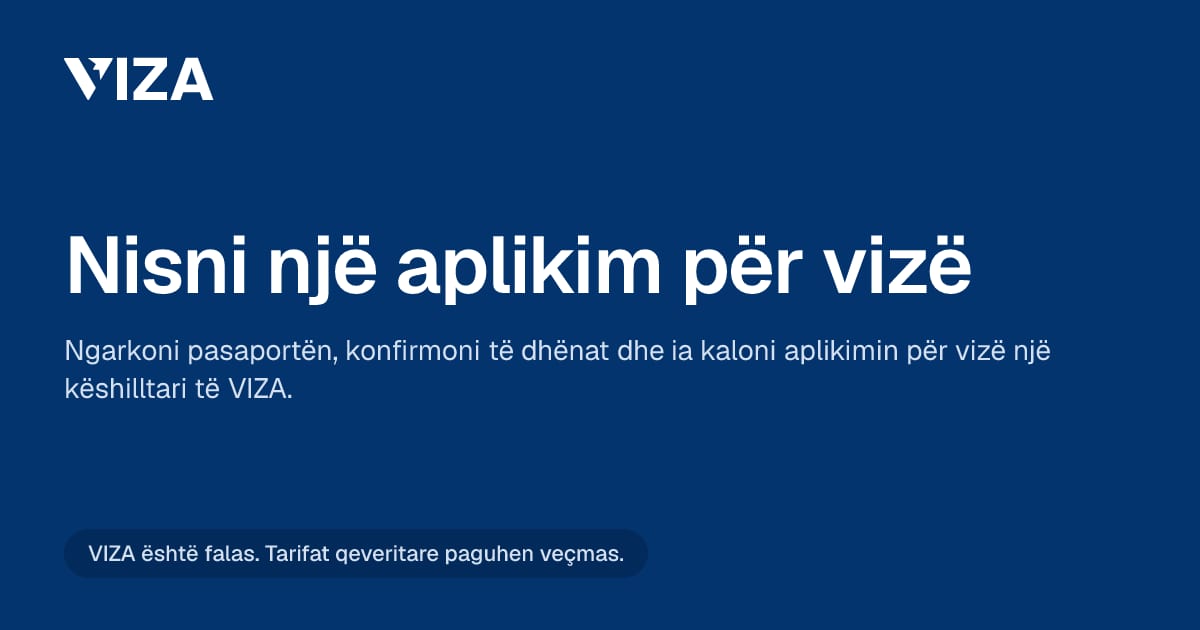 VIZA
Nisni një aplikim për vizë
Ngarkoni pasaportën, konfirmoni të dhënat dhe ia kaloni aplikimin për vizë një
këshilltari të VIZA.
VIZA është falas. Tarifat qeveritare paguhen veçmas.